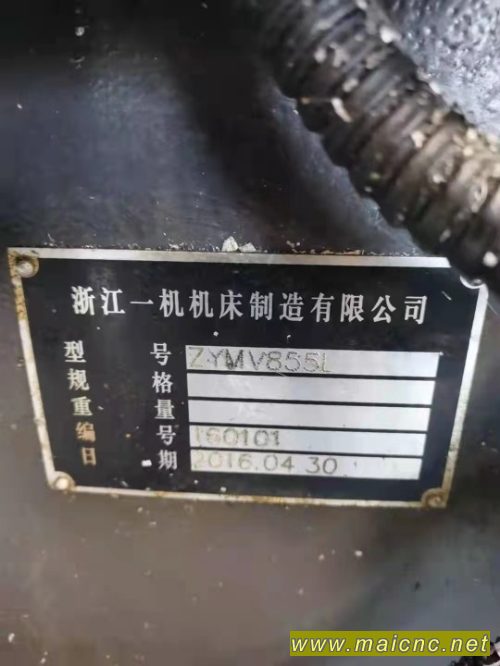 浙江一机机床制造有限公司
型号 ZYMV855L
规格
重量
编号 160101
日期 2016.04.30
www.maicnc.net